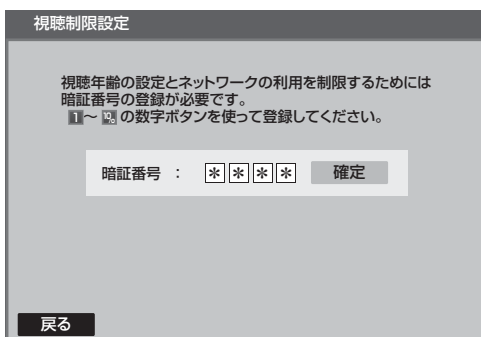 視聴制限設定
視聴年齢の設定とネットワークの利用を制限するためには
暗証番号の登録が必要です。
1～10の数字ボタンを使って登録してください。
暗証番号 ： ＊＊＊＊ 確定
戻る